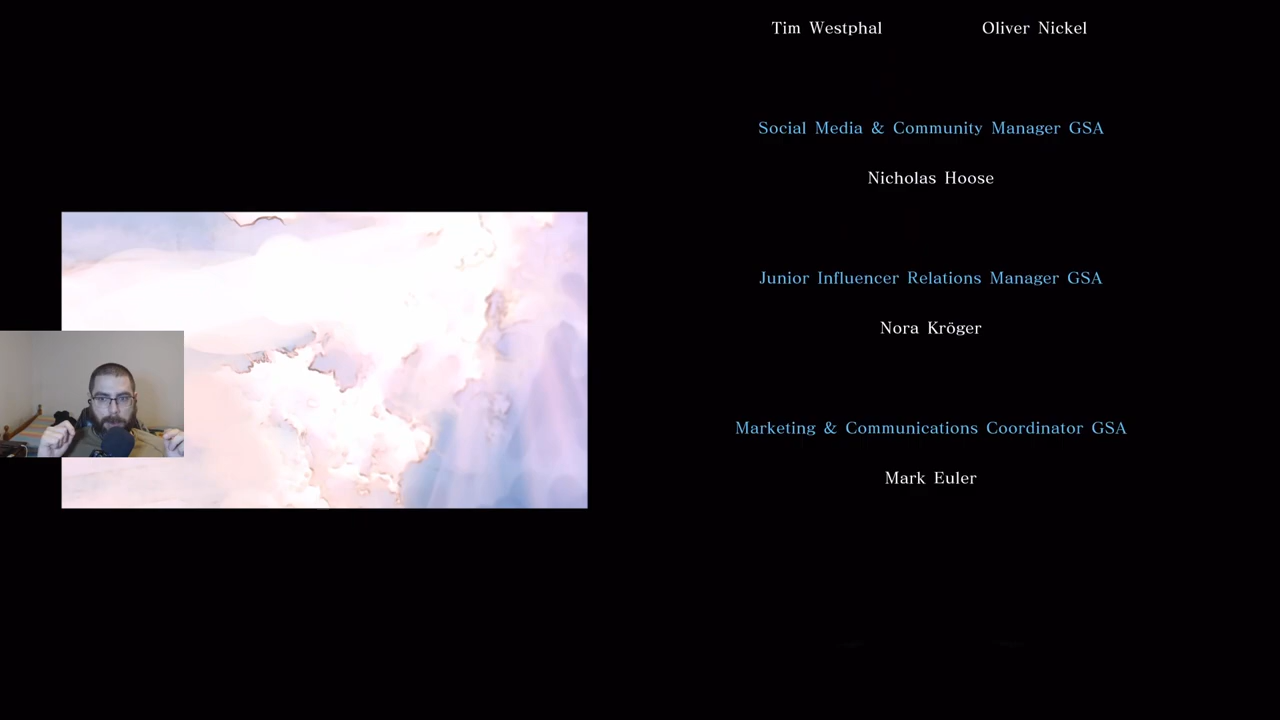 Tim Westphal Oliver Nickel
Social Media & Community Manager GSA
Nicholas Hoose
Junior Influencer Relations Manager GSA
Nora Kröger
Marketing & Communications Coordinator GSA
Mark Euler